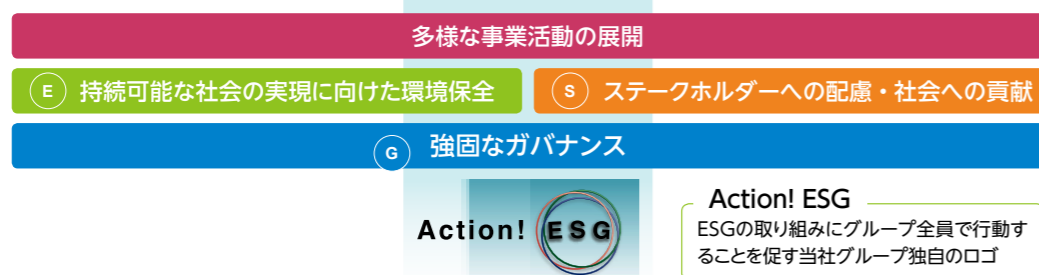 多様な事業活動の展開
E 持続可能な社会の実現に向けた環境保全
S ステークホルダーへの配慮・社会への貢献
G 強固なガバナンス
Action! ESG
Action! ESG
ESGの取り組みにグループ全員で行動す
ることを促す当社グループ独自のロゴ